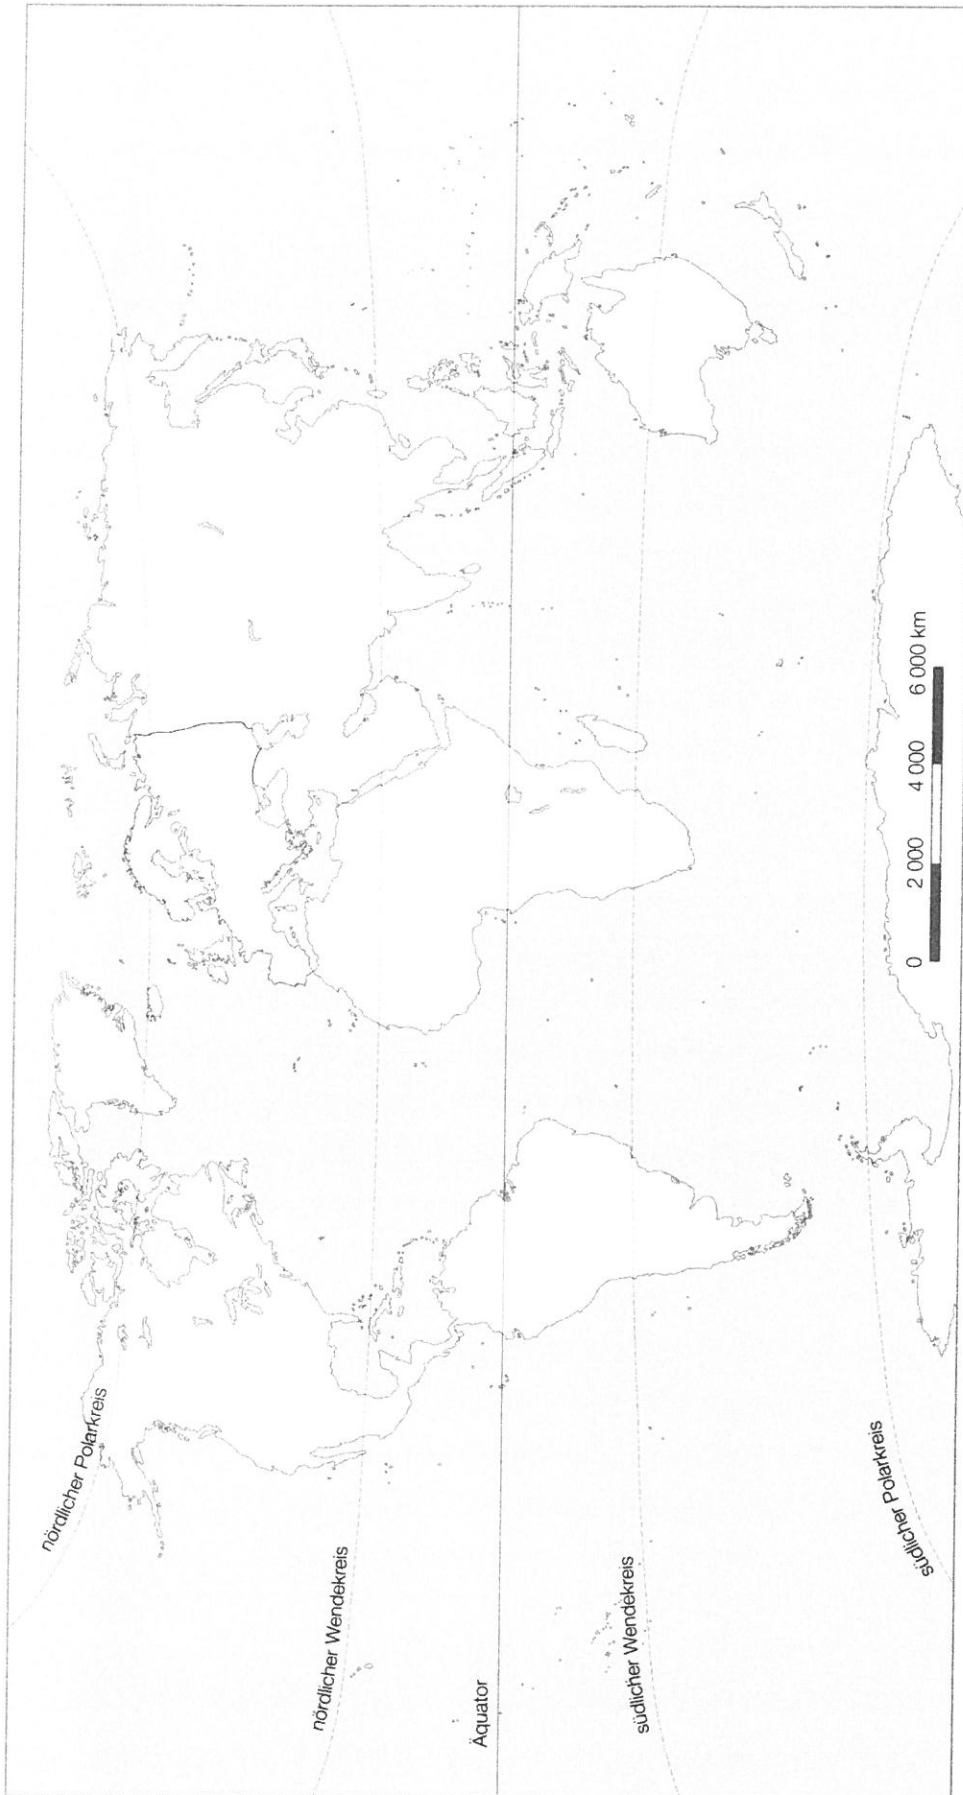 nördlicher Polarkreis
nördlicher Wendekreis
Äquator
südlicher Wendekreis
südlicher Polarkreis
0 2 000 4 000 6 000 km